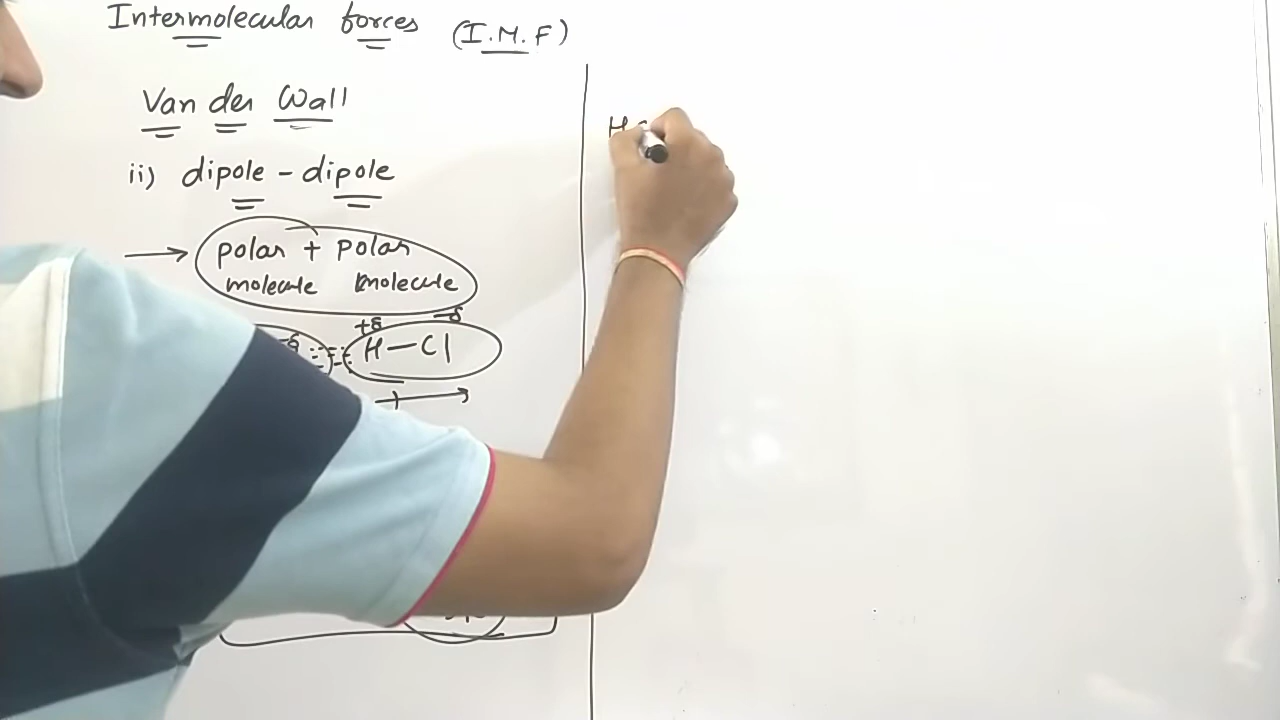 Intermolecular forces (I.M.F)
Van der Wall
ii) dipole - dipole
→ polar + polar
molecule molecule
+δ -δ
-δ H—Cl
H